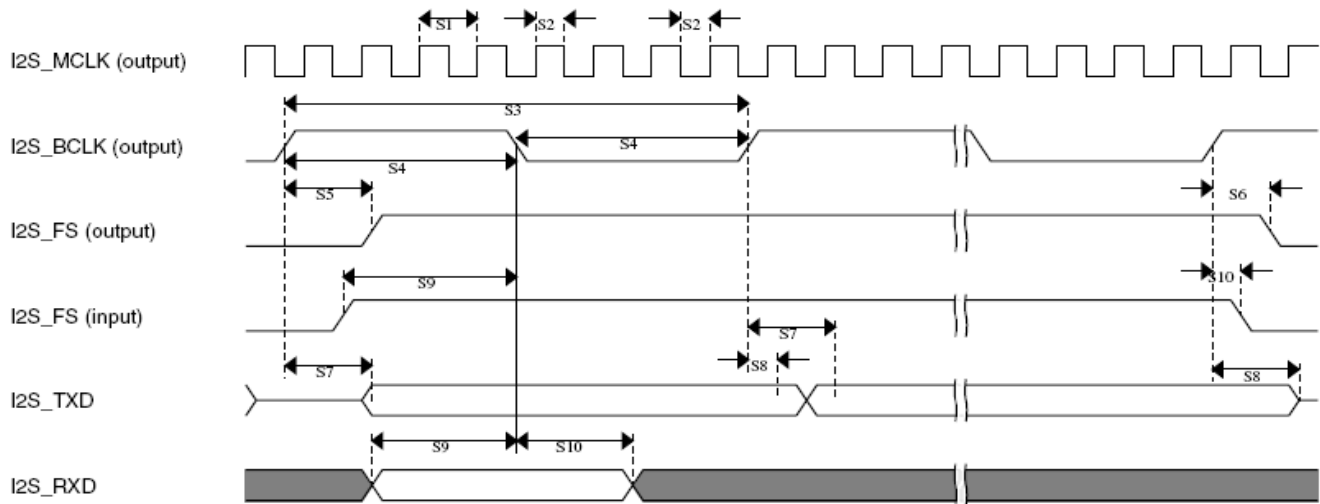 S1 S2 S2
I2S_MCLK (output)
S3
I2S_BCLK (output) S4
S4
S5 S6
I2S_FS (output)
S9 S10
I2S_FS (input)
S7
S7 S8 S8
I2S_TXD
S9 S10
I2S_RXD